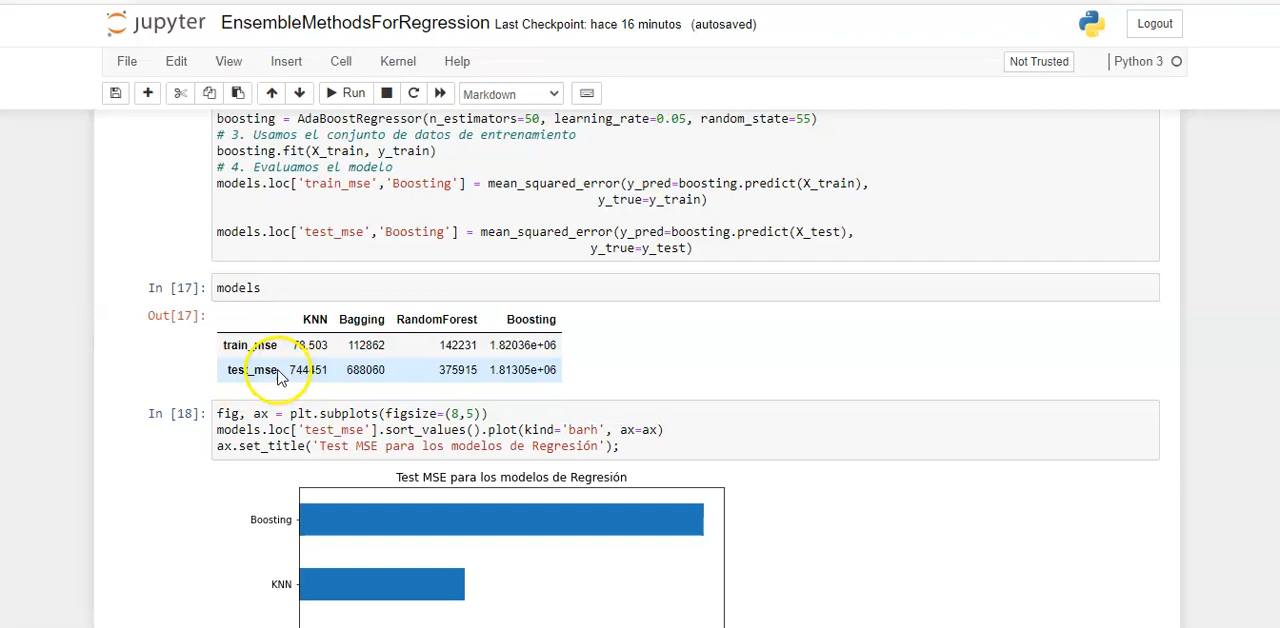 jupyter EnsembleMethodsForRegression Last Checkpoint: hace 16 minutos (autosaved) Logout
File Edit View Insert Cell Kernel Help Not Trusted Python 3
Run Markdown
boosting = AdaBoostRegressor(n_estimators=50, learning_rate=0.05, random_state=55)
# 3. Usamos el conjunto de datos de entrenamiento
boosting.fit(X_train, y_train)
# 4. Evaluamos el modelo
models.loc['train_mse','Boosting'] = mean_squared_error(y_pred=boosting.predict(X_train),
y_true=y_train)
models.loc['test_mse','Boosting'] = mean_squared_error(y_pred=boosting.predict(X_test),
y_true=y_test)
In [17]: models
Out[17]:
KNN Bagging RandomForest Boosting
train_mse 78.503 112862 142231 1.82036e+06
test_mse 744451 688060 375915 1.81305e+06
In [18]: fig, ax = plt.subplots(figsize=(8,5))
models.loc['test_mse'].sort_values().plot(kind='barh', ax=ax)
ax.set_title('Test MSE para los modelos de Regresión');
Test MSE para los modelos de Regresión
Boosting
KNN